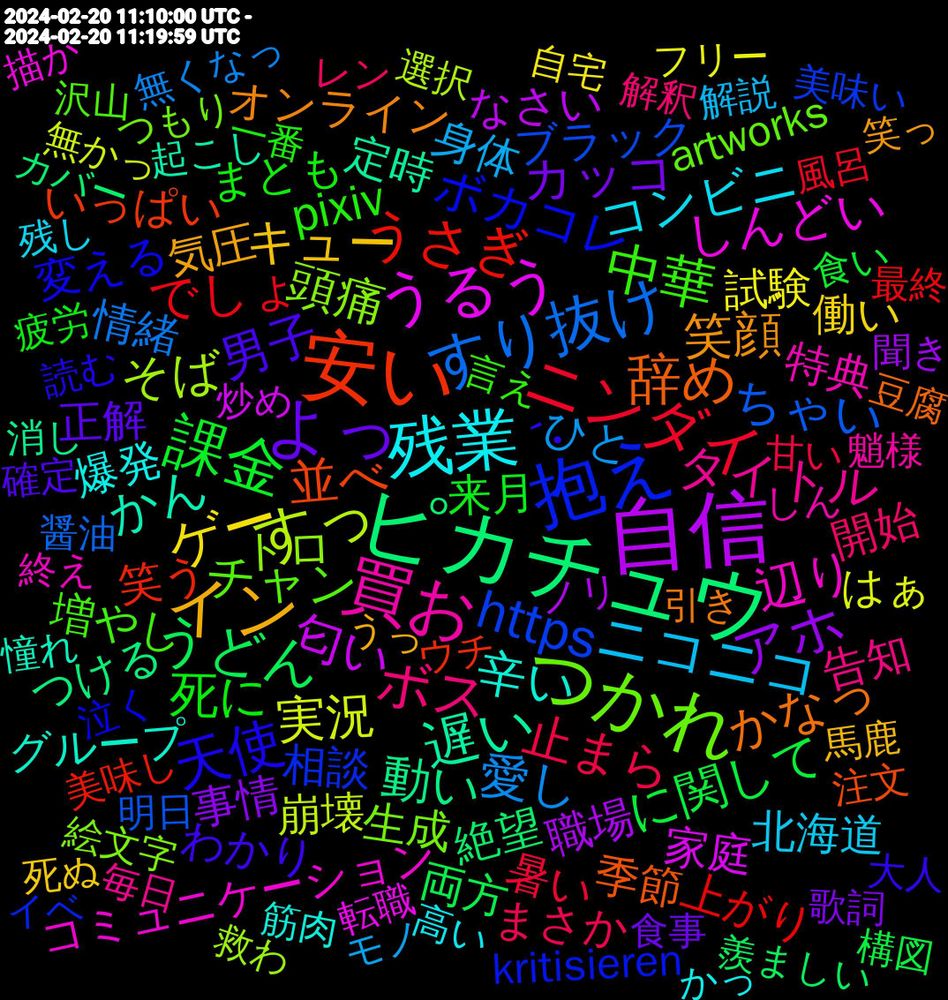 2024-02-20 11:10:00 UTC -
2024-02-20 11:19:59 UTC
描か
無くなっ
レン
選択
自宅
フリー
解釈
なさい
解説
美味い
沢山
つもり
オンライン
笑っ
無かっ
起こし
一番
artworks
身体
ブラック
カバー
定時
まとも
カッコ
コンビニ
風呂
いっぱい
pixiv
ボカコレ
しんどい
残し
気圧
キュー
変える
うさぎ
頭痛
うるう
中華
試験
食い
最終
疲労
でしょ
情緒
すり抜け
笑顔
働い
聞き
読む
男子
言え
辞め
特典
豆腐
そば
炒め
安い
ちゃい
正解
よっ
消し
残業
ニンダイ
ひと
甘い
魈様
確定
爆発
並べ
課金
抱え
タイトル
しん
かん
。
来月
醤油
ゲー
すっ
自信
開始
終え
笑う
トロ
ヒカチュウ
辺り
はぁ
チャン
買お
ノリ
引き
増やし
イン
https
アホ
憧れ
うどん
匂い
うっ
ウチ
つける
ボス
つかれ
ニコニコ
告知
死に
辛い
かなっ
グループ
泣く
天使
実況
遅い
止まら
馬鹿
美味し
相談
愛し
に関して
注文
明日
事情
動い
崩壊
生成
職場
北海道
絵文字
わかり
絶望
家庭
季節
大人
死ぬ
毎日
コミュニケーション
両方
暑い
上がり
イベ
筋肉
転職
高い
まさか
食事
歌詞
構図
救わ
モノ
kritisieren
羨ましい
かっ